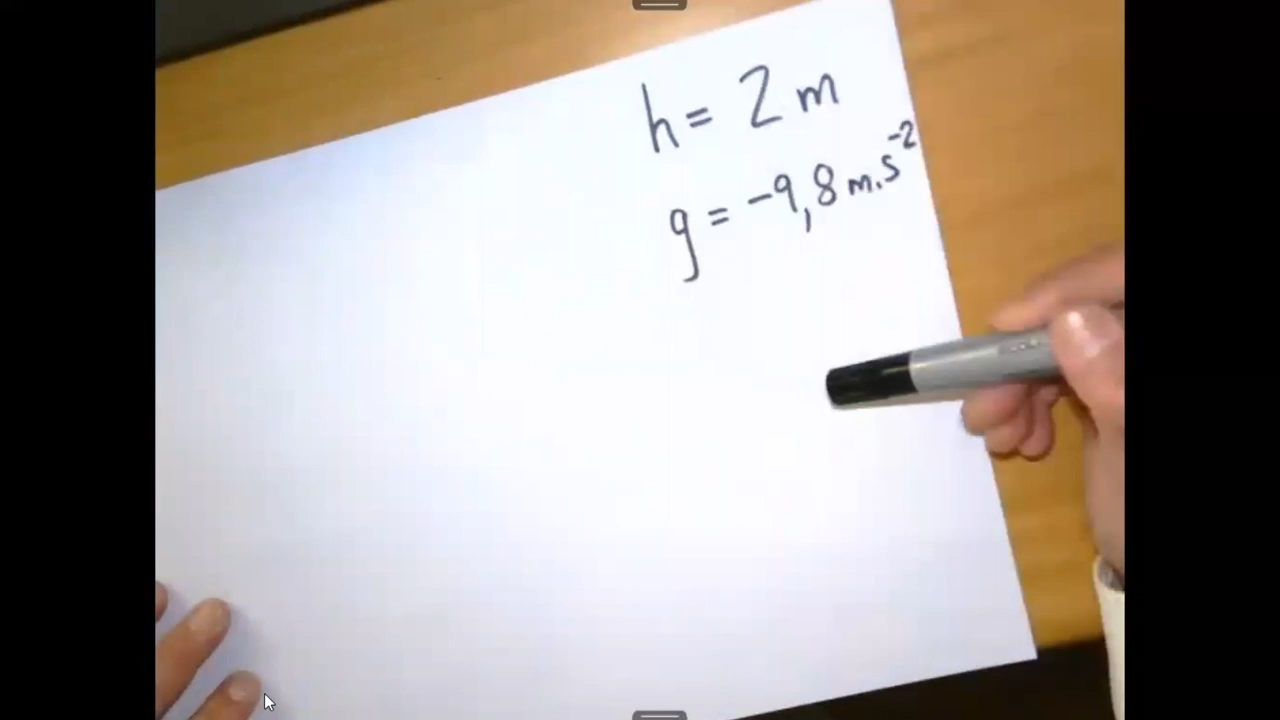 h = 2 m
g = -9,8 m.s⁻²